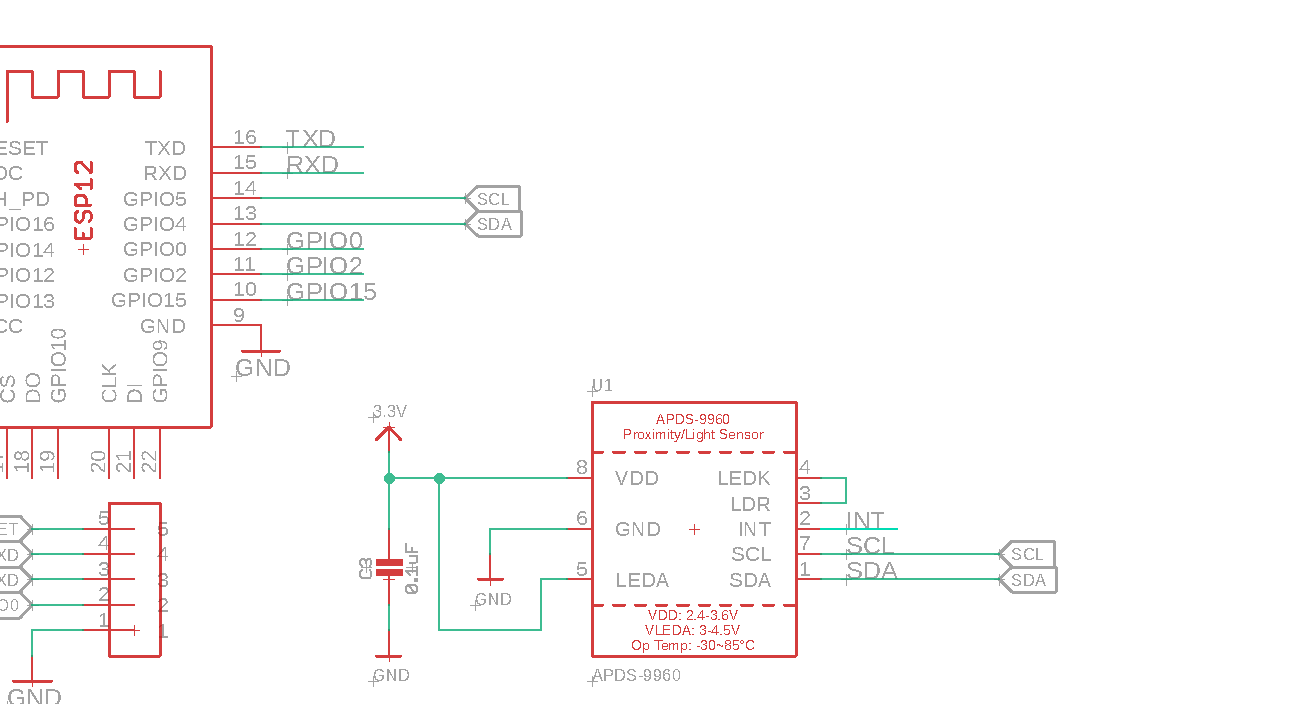 ESET
TXD
16
TXD
OC
RXD
15
RXD
H_PD
GPIO5
14
SCL
PIO16
GPIO4
13
SDA
PIO14
GPIO0
12
GPIO0
PIO12
GPIO2
11
GPIO2
PIO13
GPIO15
10
GPIO15
CC
GND
9
ESP12
GND
CS
DO
GPIO10
CLK
DI
GPIO9
18
19
20
21
22
ET
5
5
XD
4
4
XD
3
3
O0
2
2
1
1
GND
3.3V
0.1uF
GND
GND
U1
APDS-9960
Proximity/Light Sensor
8
VDD
LEDK
4
LDR
3
6
GND
INT
2
INT
SCL
7
SCL
SCL
5
LEDA
SDA
1
SDA
SDA
VDD: 2.4-3.6V
VLEDA: 3-4.5V
Op Temp: -30~85°C
APDS-9960